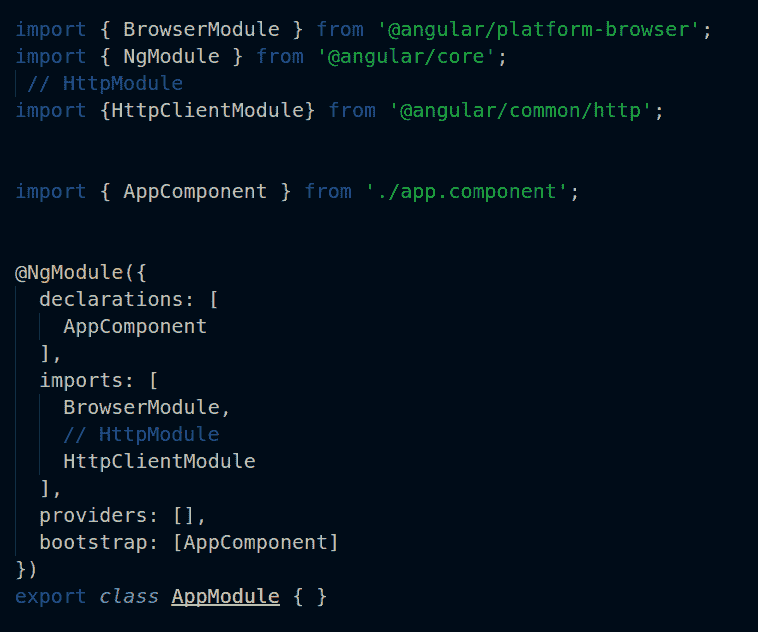 import { BrowserModule } from '@angular/platform-browser';
import { NgModule } from '@angular/core';
 // HttpModule
import {HttpClientModule} from '@angular/common/http';
import { AppComponent } from './app.component';
@NgModule({
  declarations: [
    AppComponent
  ],
  imports: [
    BrowserModule,
    // HttpModule
    HttpClientModule
  ],
  providers: [],
  bootstrap: [AppComponent]
})
export class AppModule { }